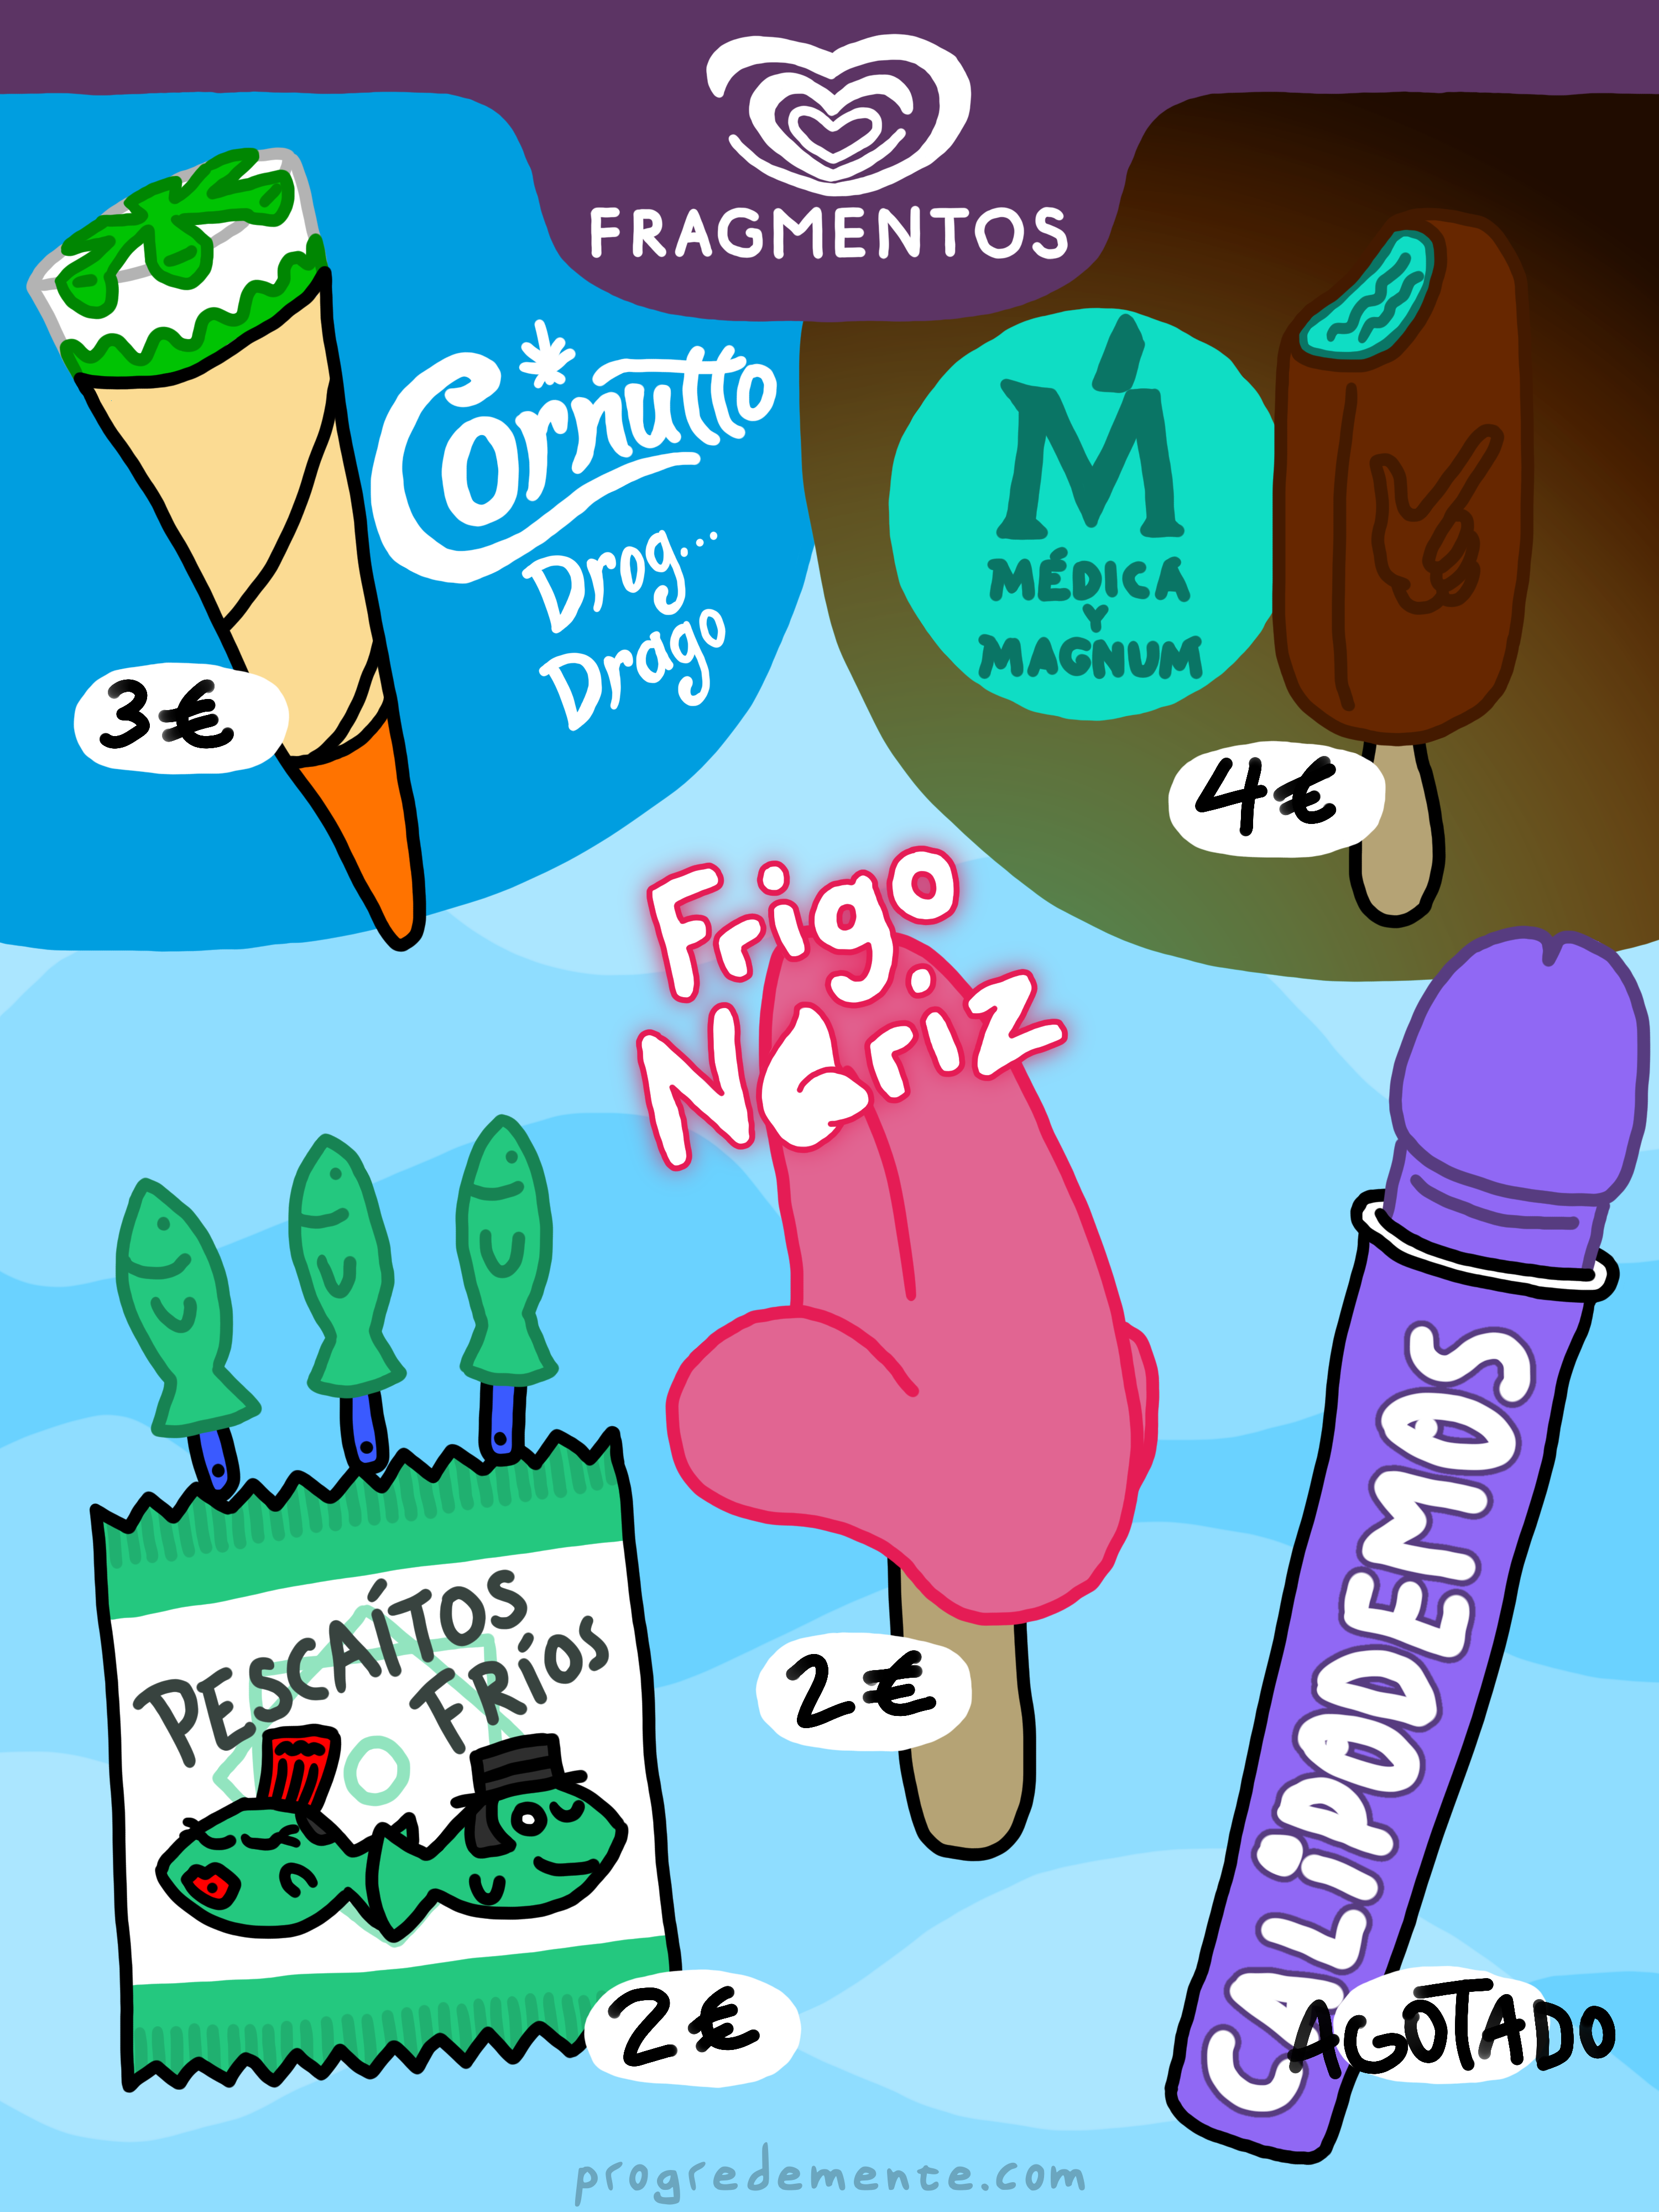 FRAGMENTOS
Cornutto
Drog...
Drago
3€
M
MÉDICA
Y
MAGNUM
4€
Frigo
Nariz
2€
PESCAÍTOS
FRÍOS
2€
CALiPODEMOS
AGOTADO
progredemente.com